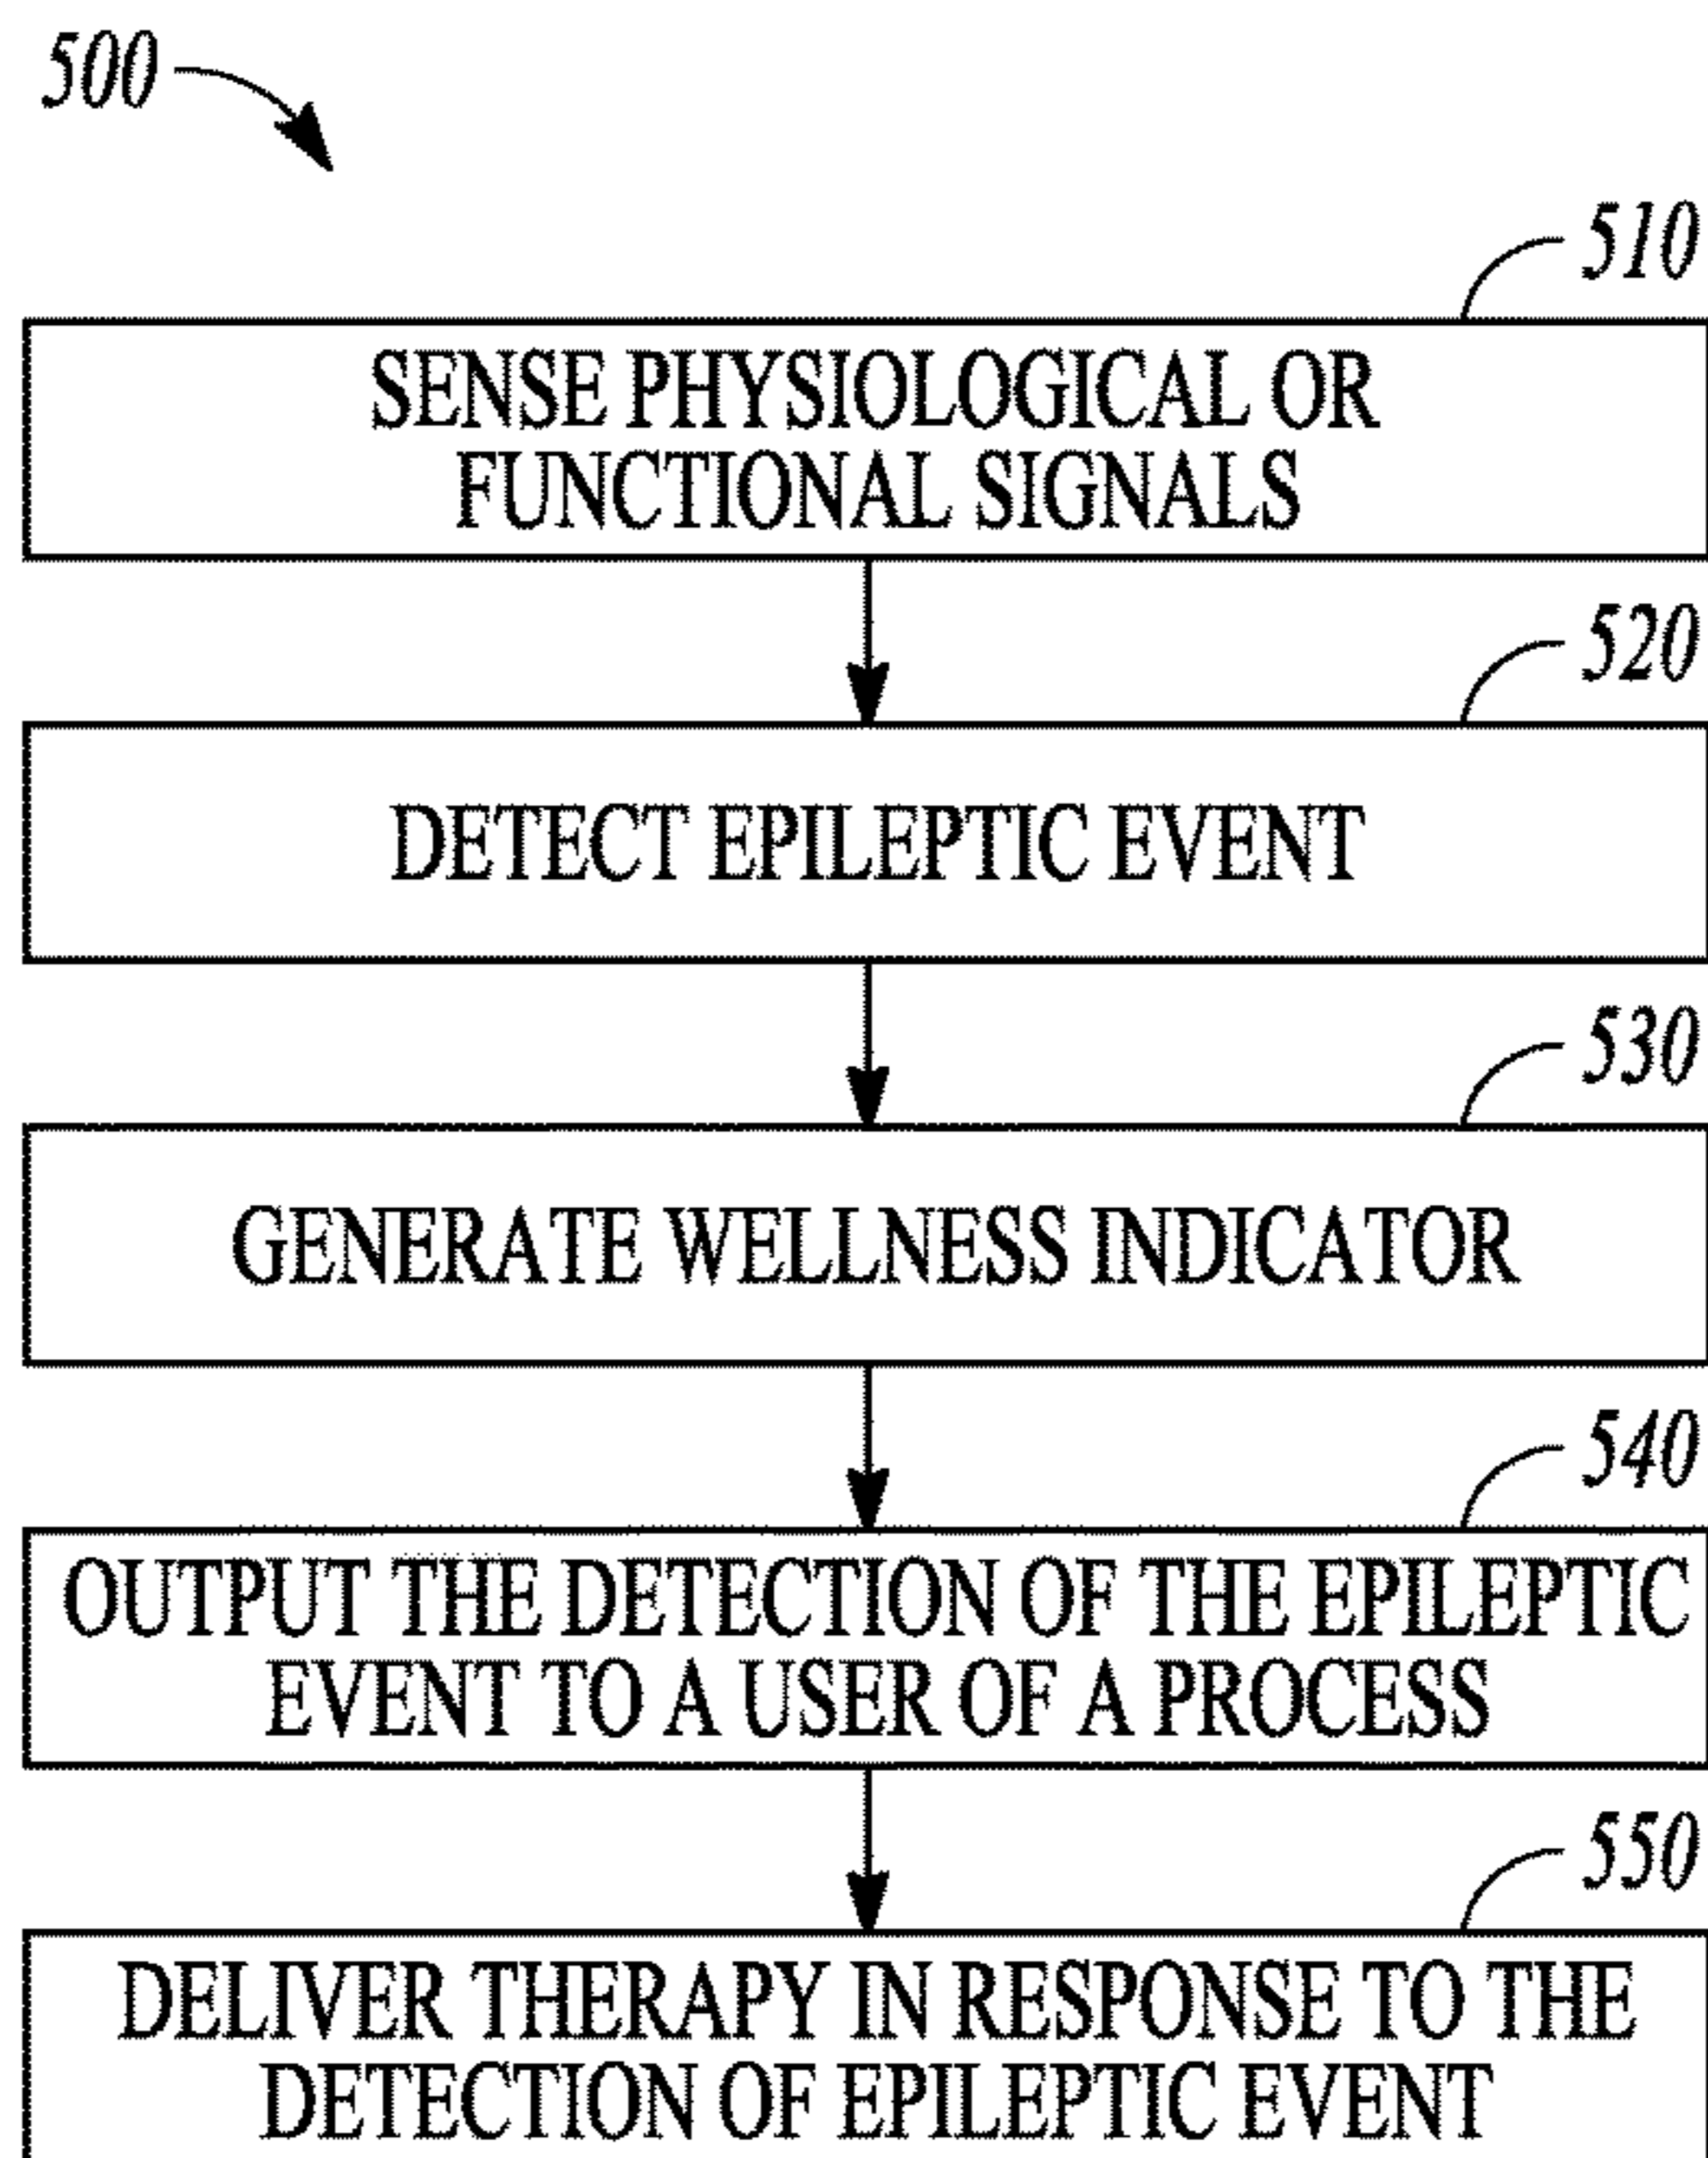 500
510
SENSE PHYSIOLOGICAL OR
FUNCTIONAL SIGNALS
520
DETECT EPILEPTIC EVENT
530
GENERATE WELLNESS INDICATOR
540
OUTPUT THE DETECTION OF THE EPILEPTIC
EVENT TO A USER OF A PROCESS
550
DELIVER THERAPY IN RESPONSE TO THE
DETECTION OF EPILEPTIC EVENT